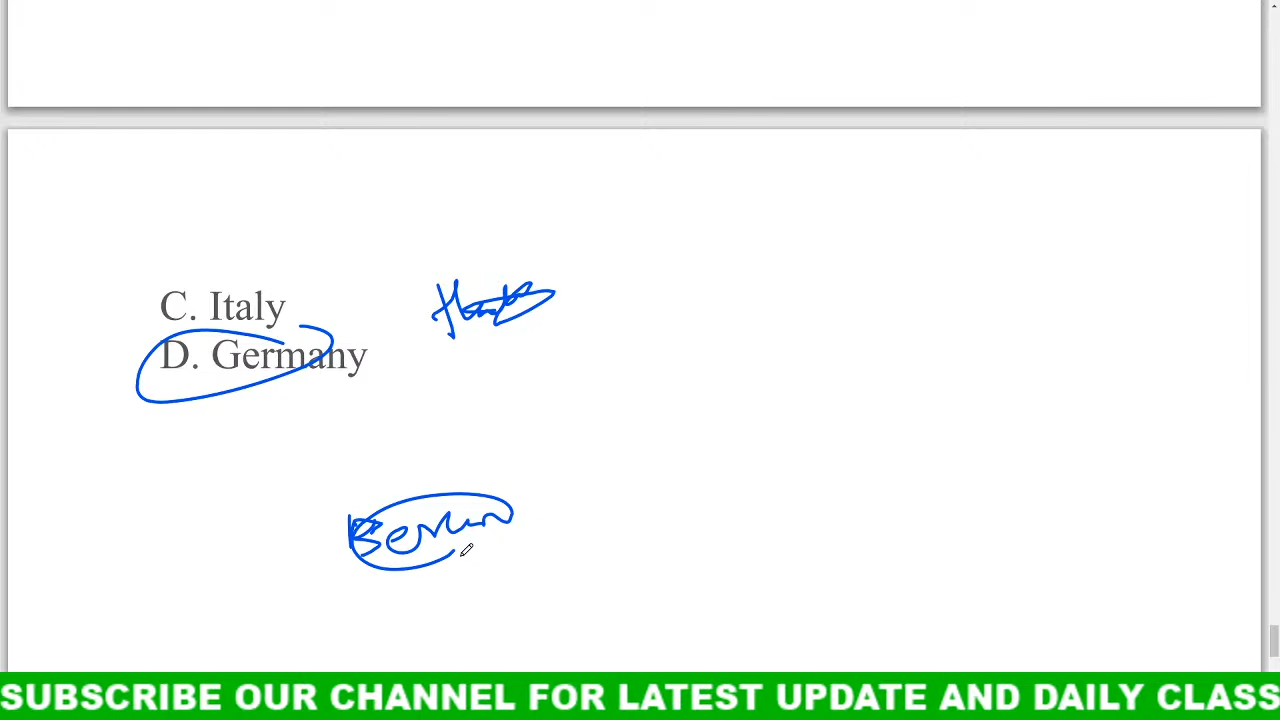 C. Italy
D. Germany
Berlin
SUBSCRIBE OUR CHANNEL FOR LATEST UPDATE AND DAILY CLASS